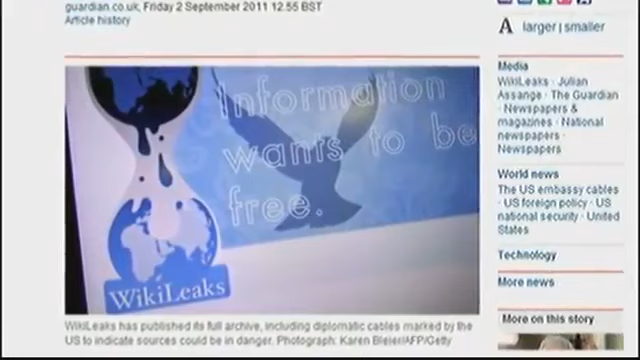 guardian.co.uk, Friday 2 September 2011 12.55 BST
Article history
A larger | smaller
Information
wants to be
free.
WikiLeaks
WikiLeaks has published its full archive, including diplomatic cables marked by the
US to indicate sources could be in danger. Photograph: Karen Bleier/AFP/Getty
Media
WikiLeaks · Julian
Assange · The Guardian
· Newspapers &
magazines · National
newspapers ·
Newspapers
World news
The US embassy cables
· US foreign policy · US
national security · United
States
Technology
More news
More on this story